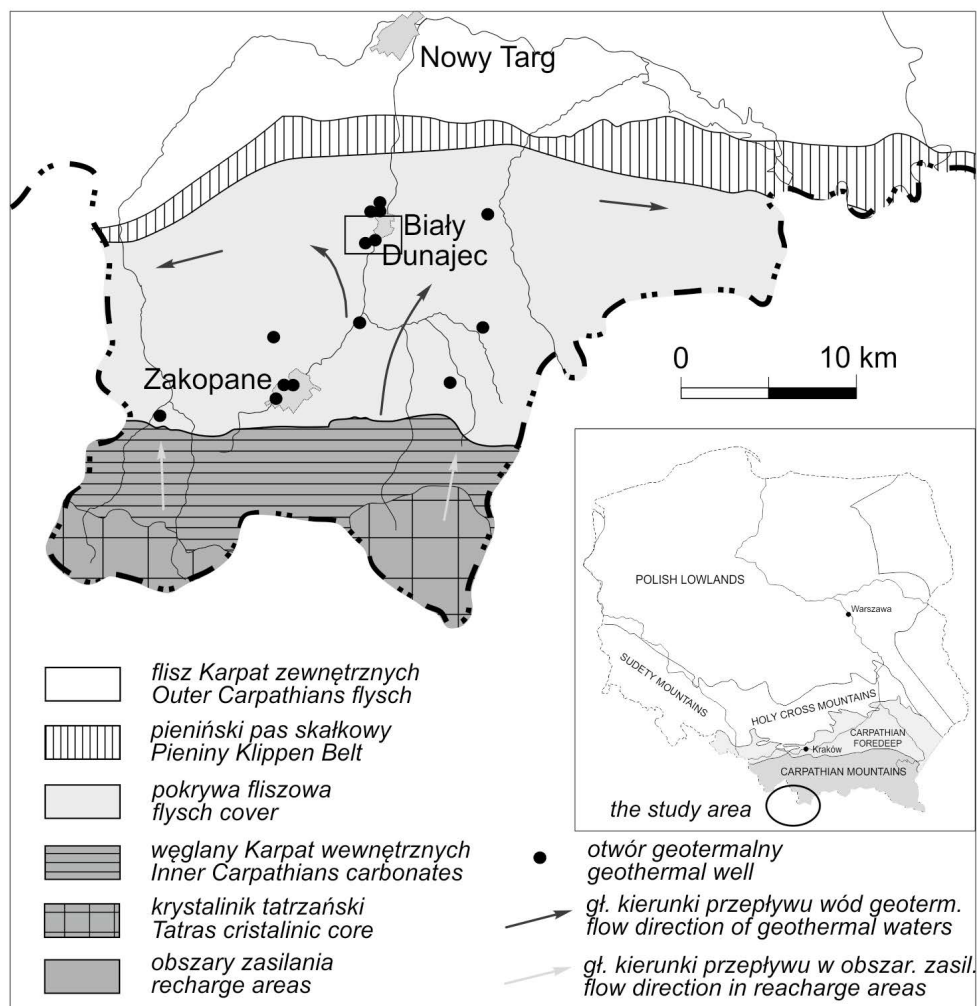 Nowy Targ
Biały
Dunajec
Zakopane
0 10 km
POLISH LOWLANDS
Warszawa
SUDETY MOUNTAINS
HOLY CROSS MOUNTAINS
CARPATHIAN
FOREDEEP
Kraków
CARPATHIAN MOUNTAINS
the study area
flisz Karpat zewnętrznych
Outer Carpathians flysch
pieniński pas skałkowy
Pieniny Klippen Belt
pokrywa fliszowa
flysch cover
węglany Karpat wewnętrznych
Inner Carpathians carbonates
krystalinik tatrzański
Tatras cristalinic core
obszary zasilania
recharge areas
otwór geotermalny
geothermal well
gł. kierunki przepływu wód geoterm.
flow direction of geothermal waters
gł. kierunki przepływu w obszar. zasil.
flow direction in reacharge areas